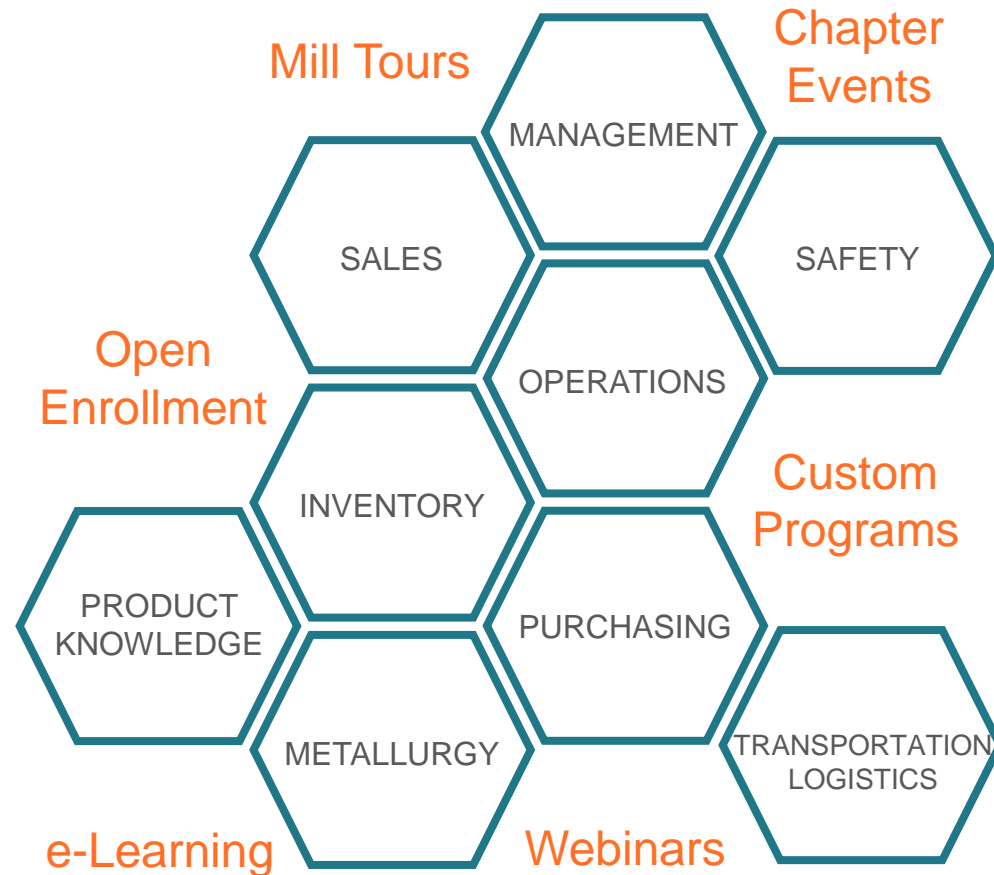 Mill Tours
Chapter
Events
MANAGEMENT
SALES
SAFETY
Open
Enrollment
OPERATIONS
INVENTORY
Custom
Programs
PRODUCT
KNOWLEDGE
PURCHASING
METALLURGY
TRANSPORTATION
LOGISTICS
e-Learning
Webinars